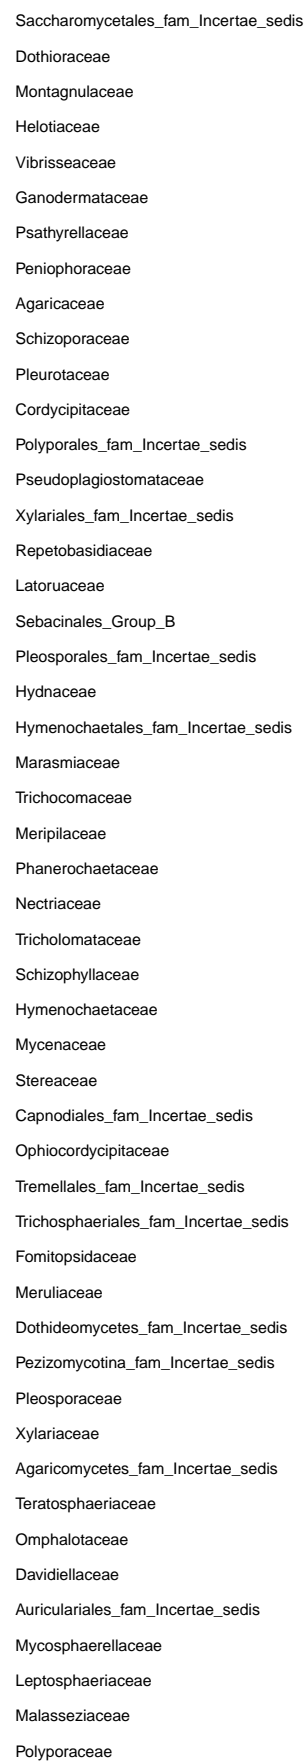 Saccharomycetales_fam_Incertae_sedis
Dothioraceae
Montagnulaceae
Helotiaceae
Vibrisseaceae
Ganodermataceae
Psathyrellaceae
Peniophoraceae
Agaricaceae
Schizoporaceae
Pleurotaceae
Cordycipitaceae
Polyporales_fam_Incertae_sedis
Pseudoplagiostomataceae
Xylariales_fam_Incertae_sedis
Repetobasidiaceae
Latoruaceae
Sebacinales_Group_B
Pleosporales_fam_Incertae_sedis
Hydnaceae
Hymenochaetales_fam_Incertae_sedis
Marasmiaceae
Trichocomaceae
Meripilaceae
Phanerochaetaceae
Nectriaceae
Tricholomataceae
Schizophyllaceae
Hymenochaetaceae
Mycenaceae
Stereaceae
Capnodiales_fam_Incertae_sedis
Ophiocordycipitaceae
Tremellales_fam_Incertae_sedis
Trichosphaeriales_fam_Incertae_sedis
Fomitopsidaceae
Meruliaceae
Dothideomycetes_fam_Incertae_sedis
Pezizomycotina_fam_Incertae_sedis
Pleosporaceae
Xylariaceae
Agaricomycetes_fam_Incertae_sedis
Teratosphaeriaceae
Omphalotaceae
Davidiellaceae
Auriculariales_fam_Incertae_sedis
Mycosphaerellaceae
Leptosphaeriaceae
Malasseziaceae
Polyporaceae